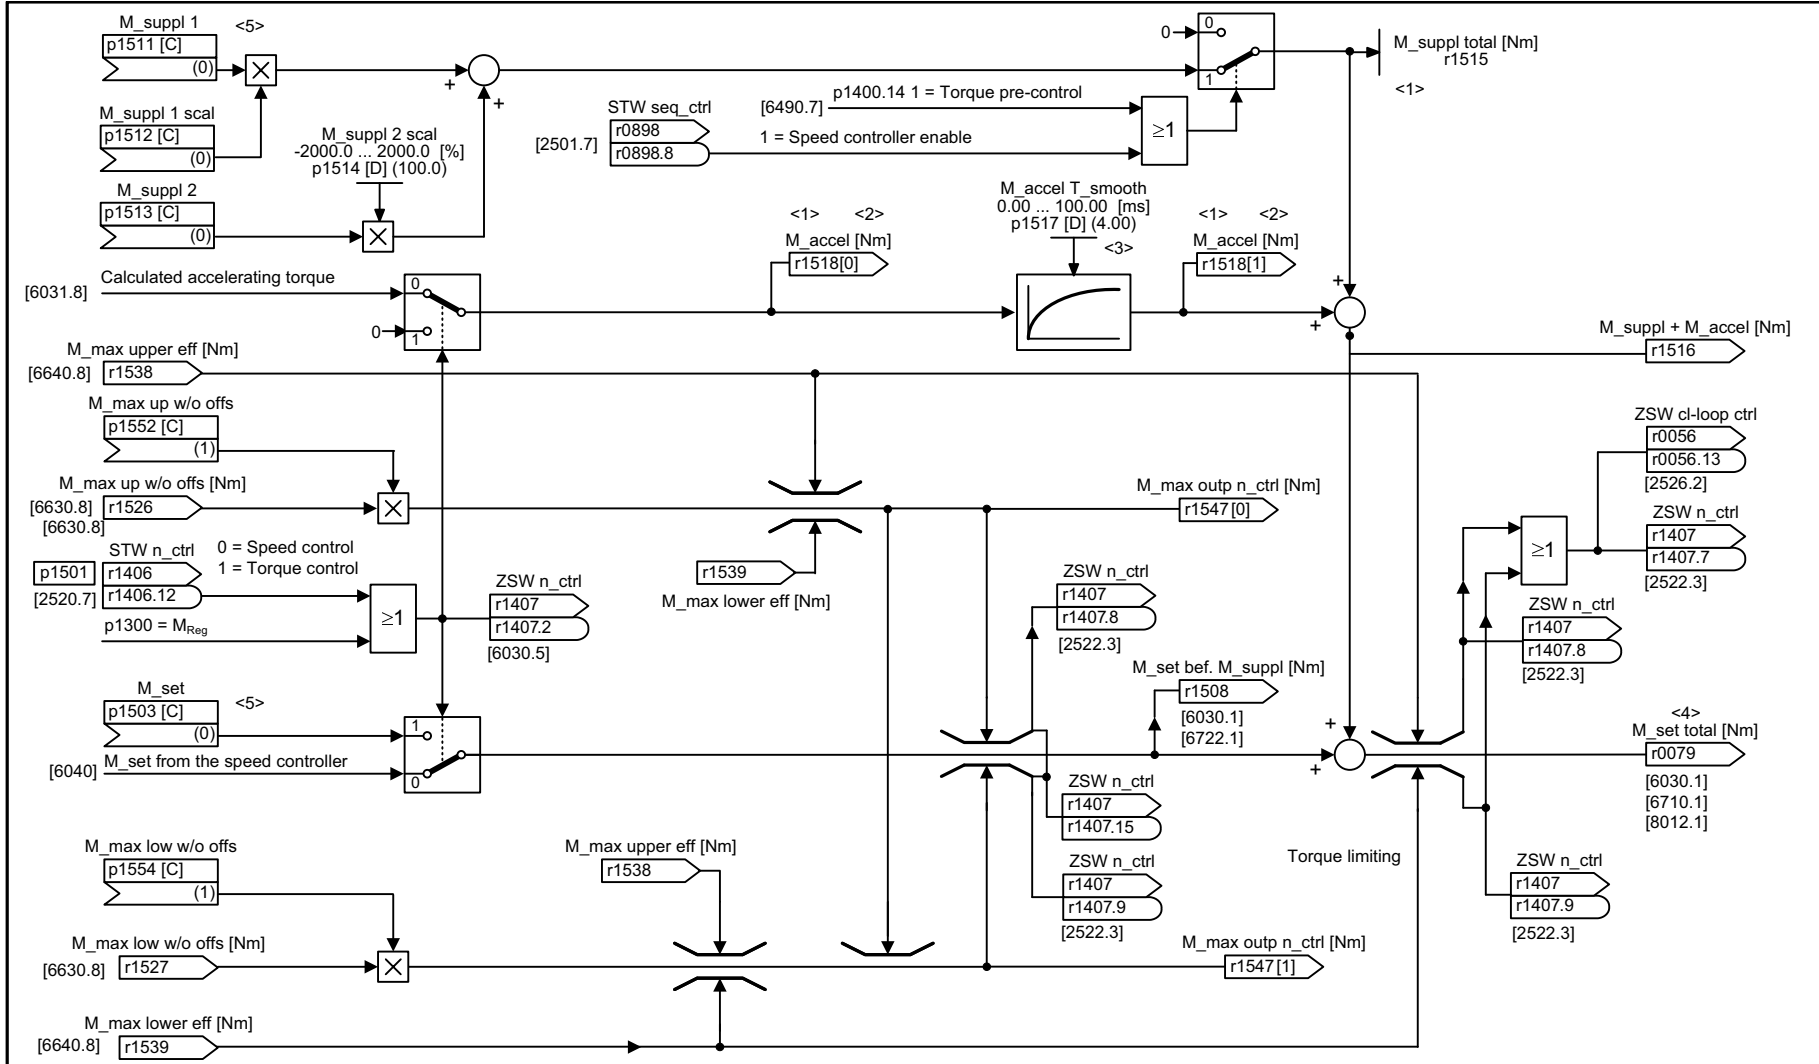 M_suppl 1
<5>
p1511 [C]
(0)
M_suppl 1 scal
p1512 [C]
(0)
M_suppl 2 scal
-2000.0 ... 2000.0 [%]
p1514 [D] (100.0)
M_suppl 2
p1513 [C]
(0)
+
+
STW seq_ctrl
[2501.7]
r0898
r0898.8
[6490.7]
p1400.14 1 = Torque pre-control
1 = Speed controller enable
≥1
0
0
1
M_suppl total [Nm]
r1515
<1>
Calculated accelerating torque
[6031.8]
0
0
1
<1> <2>
M_accel [Nm]
r1518[0]
M_accel T_smooth
0.00 ... 100.00 [ms]
p1517 [D] (4.00)
<3>
<1> <2>
M_accel [Nm]
r1518[1]
+
+
M_suppl + M_accel [Nm]
r1516
M_max upper eff [Nm]
[6640.8]
r1538
M_max up w/o offs
p1552 [C]
(1)
M_max up w/o offs [Nm]
[6630.8]
r1526
[6630.8]
M_max outp n_ctrl [Nm]
r1547[0]
r1539
M_max lower eff [Nm]
STW n_ctrl
0 = Speed control
1 = Torque control
p1501
r1406
r1406.12
[2520.7]
p1300 = MReg
≥1
ZSW n_ctrl
r1407
r1407.2
[6030.5]
ZSW n_ctrl
r1407
r1407.8
[2522.3]
ZSW cl-loop ctrl
r0056
r0056.13
[2526.2]
ZSW n_ctrl
r1407
r1407.7
[2522.3]
≥1
ZSW n_ctrl
r1407
r1407.8
[2522.3]
M_set
<5>
p1503 [C]
(0)
[6040]
M_set from the speed controller
1
0
M_set bef. M_suppl [Nm]
r1508
[6030.1]
[6722.1]
+
+
<4>
M_set total [Nm]
r0079
[6030.1]
[6710.1]
[8012.1]
ZSW n_ctrl
r1407
r1407.15
ZSW n_ctrl
r1407
r1407.9
[2522.3]
Torque limiting
ZSW n_ctrl
r1407
r1407.9
[2522.3]
M_max low w/o offs
p1554 [C]
(1)
M_max upper eff [Nm]
r1538
M_max low w/o offs [Nm]
[6630.8]
r1527
M_max outp n_ctrl [Nm]
r1547[1]
M_max lower eff [Nm]
[6640.8]
r1539